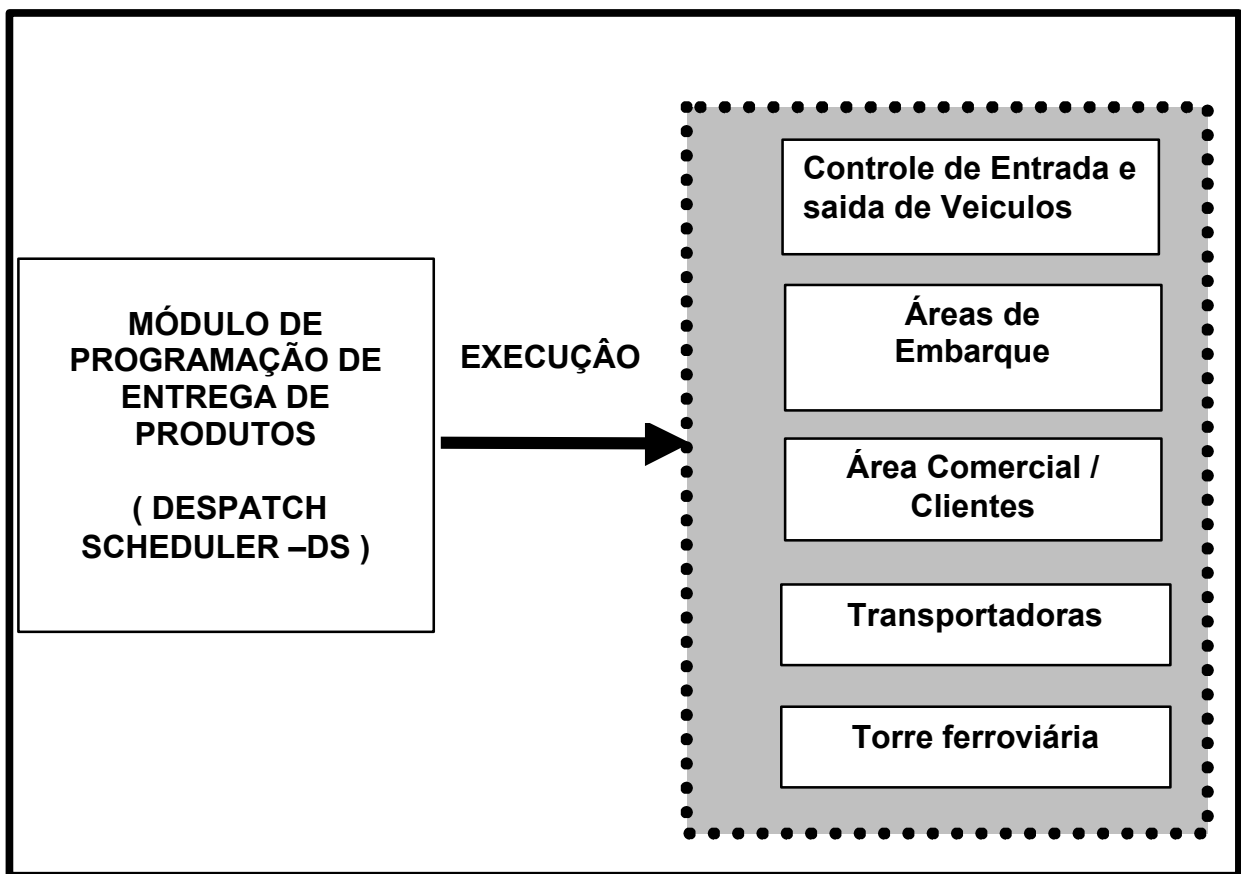 MÓDULO DE
PROGRAMAÇÃO DE
ENTREGA DE
PRODUTOS
( DESPATCH
SCHEDULER –DS )
EXECUÇÂO
Controle de Entrada e
saida de Veiculos
Áreas de
Embarque
Área Comercial /
Clientes
Transportadoras
Torre ferroviária